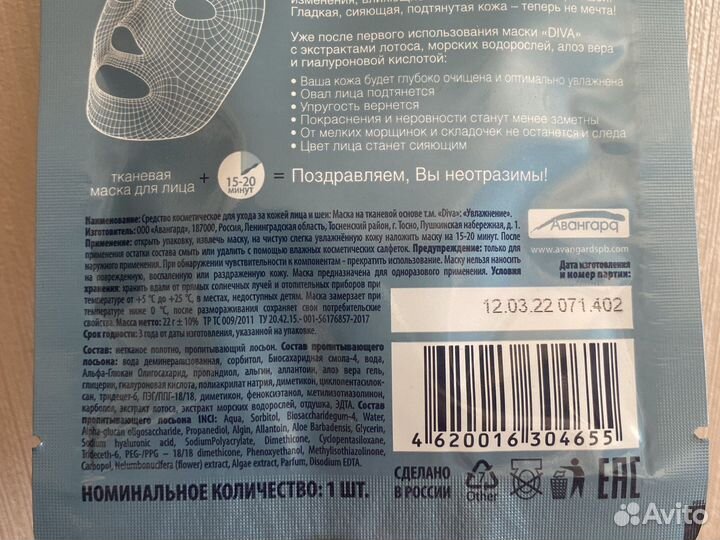 Гладкая, сияющая, подтянутая кожа – теперь не мечта!
Уже после первого использования маски «DIVA»
с экстрактами лотоса, морских водорослей, алоэ вера
и гиалуроновой кислотой:
• Ваша кожа будет глубоко очищена и оптимально увлажнена
• Овал лица подтянется
• Упругость вернется
• Покраснения и неровности станут менее заметны
• От мелких морщинок и складочек не останется и следа
• Цвет лица станет сияющим
тканевая
маска для лица + 15-20 минут = Поздравляем, Вы неотразимы!
Наименование: Средство косметическое для ухода за кожей лица и шеи: Маска на тканевой основе т.м. «Diva»: «Увлажнение».
Изготовитель: ООО «Авангард», 187000, Россия, Ленинградская область, Тосненский район, г. Тосно, Пушкинская набережная, д. 1.
Применение: открыть упаковку, извлечь маску, на чистую слегка увлажнённую кожу наложить маску на 15-20 минут. После
применения остатки состава смыть или удалить с помощью влажных косметических салфеток. Предупреждение: только для
наружного применения. При обнаружении чувствительности к компонентам - прекратить использование. Маску нельзя наносить
на поврежденную, воспаленную или раздраженную кожу. Маска предназначена для одноразового применения. Условия
хранения: хранить вдали от прямых солнечных лучей и отопительных приборов при
температуре от +5 °С до +25 °С, в местах, недоступных детям. Маска замерзает при
температуре ниже 0 °С, после размораживания сохраняет свои потребительские
свойства. Масса нетто: 22 г ± 10% ТР ТС 009/2011 ТУ 20.42.15.-001-56176857-2017
Срок годности: 3 года от даты изготовления, указанной на упаковке.
Состав: нетканое полотно, пропитывающий лосьон. Состав пропитывающего
лосьона: вода деминерализованная, сорбитол, Биосахаридная смола-4, вода,
Альфа-Глюкан Олигосахарид, пропандиол, альгин, аллантоин, алоэ вера гель,
глицерин, гиалуроновая кислота, полиакрилат натрия, диметикон, циклопентасилок-
сан, тридецет-6, ПЭГ/ППГ-18/18, диметикон, феноксиэтанол, метилизотиазолинон,
карбопол, экстракт лотоса, экстракт морских водорослей, отдушка, ЭДТА. Состав
пропитывающего лосьона INCI: Aqua, Sorbitol, Biosaccharidegum-4, Water,
Alpha-glucan oligosaccharide, Propanediol, Algin, Allantoin, Aloe Barbadensis, Glycerin,
Sodium hyaluronic acid, SodiumPolyacrylate, Dimethicone, Cyclopentasiloxane,
Trideceth-6, PEG-/PPG – 18/18 dimethicone, Phenoxyethanol, Methylisothiazolinone,
Carbopol, Nelumbonucifera (flower) extract, Algae extract, Parfum, Disodium EDTA.
НОМИНАЛЬНОЕ КОЛИЧЕСТВО: 1 ШТ.
Авангард
www.avangardspb.com
Дата изготовления
и номер партии:
12.03.22 071.402
4 620016 304655
СДЕЛАНО
В РОССИИ
7
Other
EAC
Avito